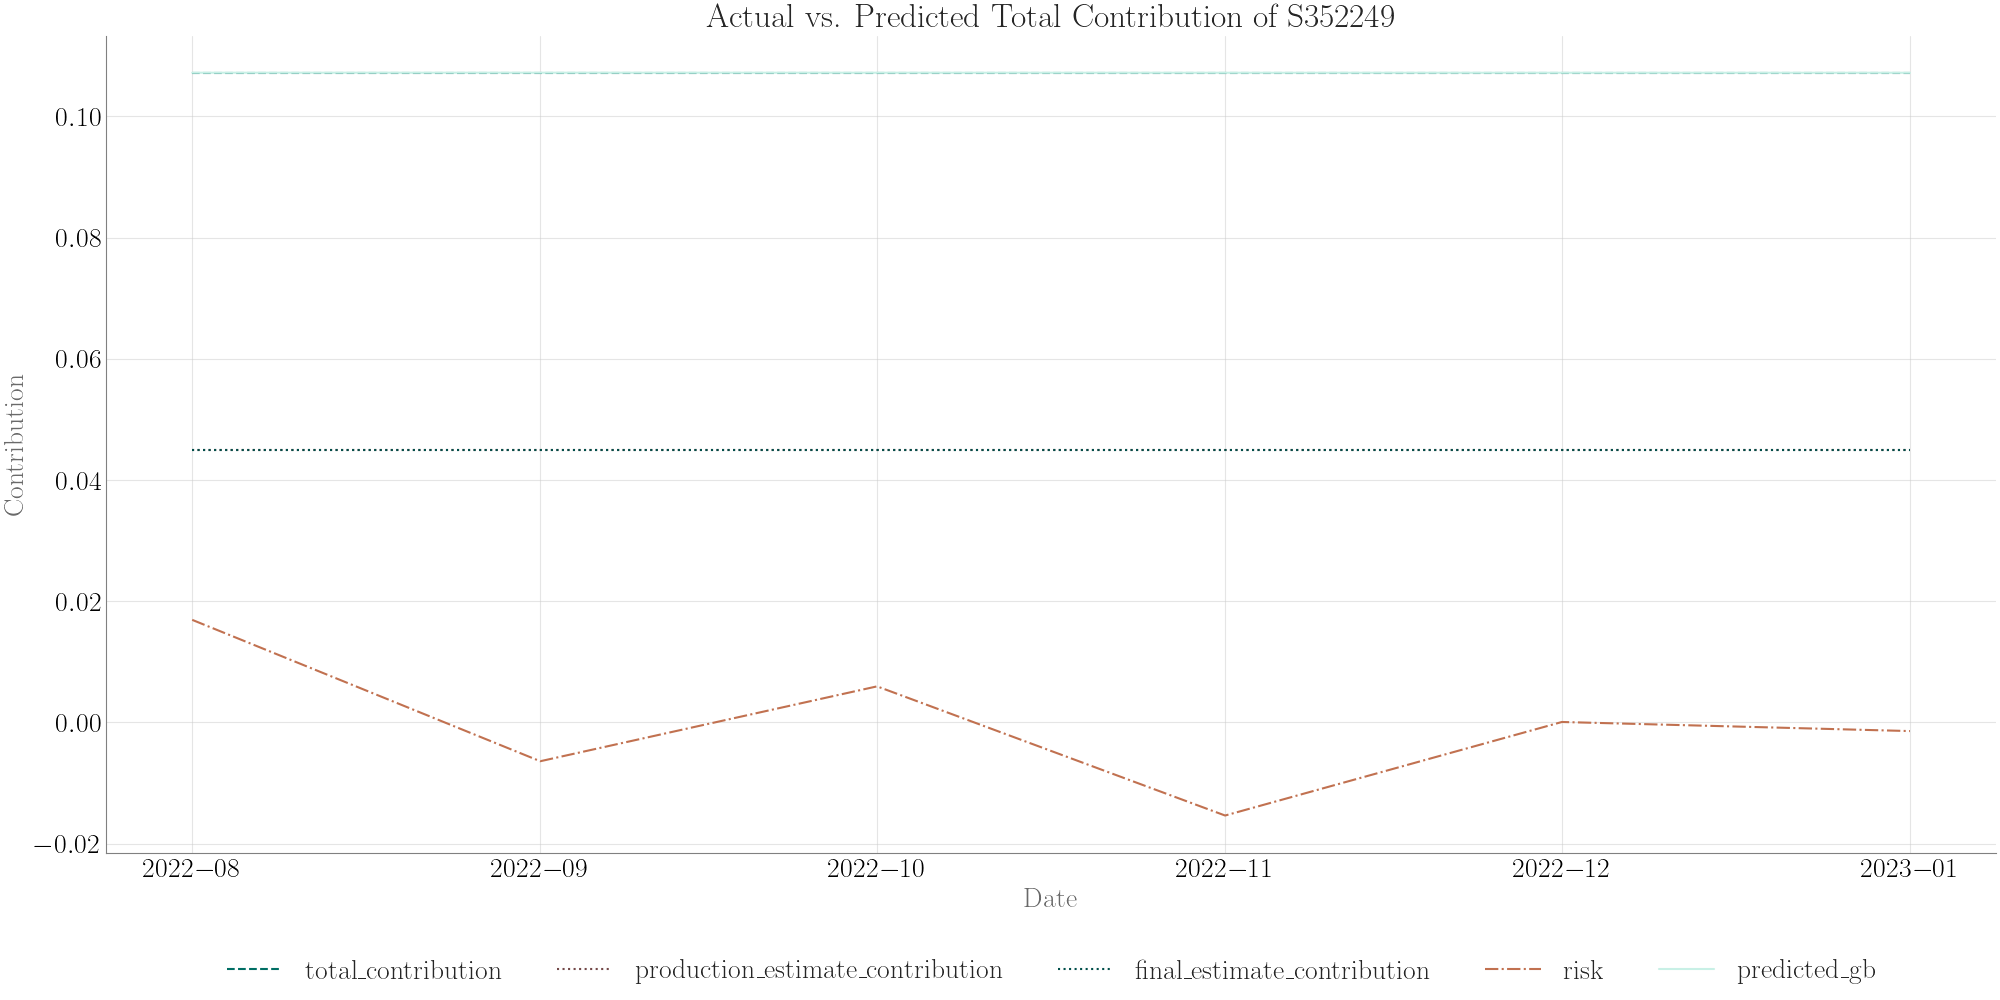 Actual vs. Predicted Total Contribution of S352249
Contribution
0.10
0.08
0.06
0.04
0.02
0.00
−0.02
2022−08 2022−09 2022−10 2022−11 2022−12 2023−01
Date
total_contribution production_estimate_contribution final_estimate_contribution risk predicted_gb